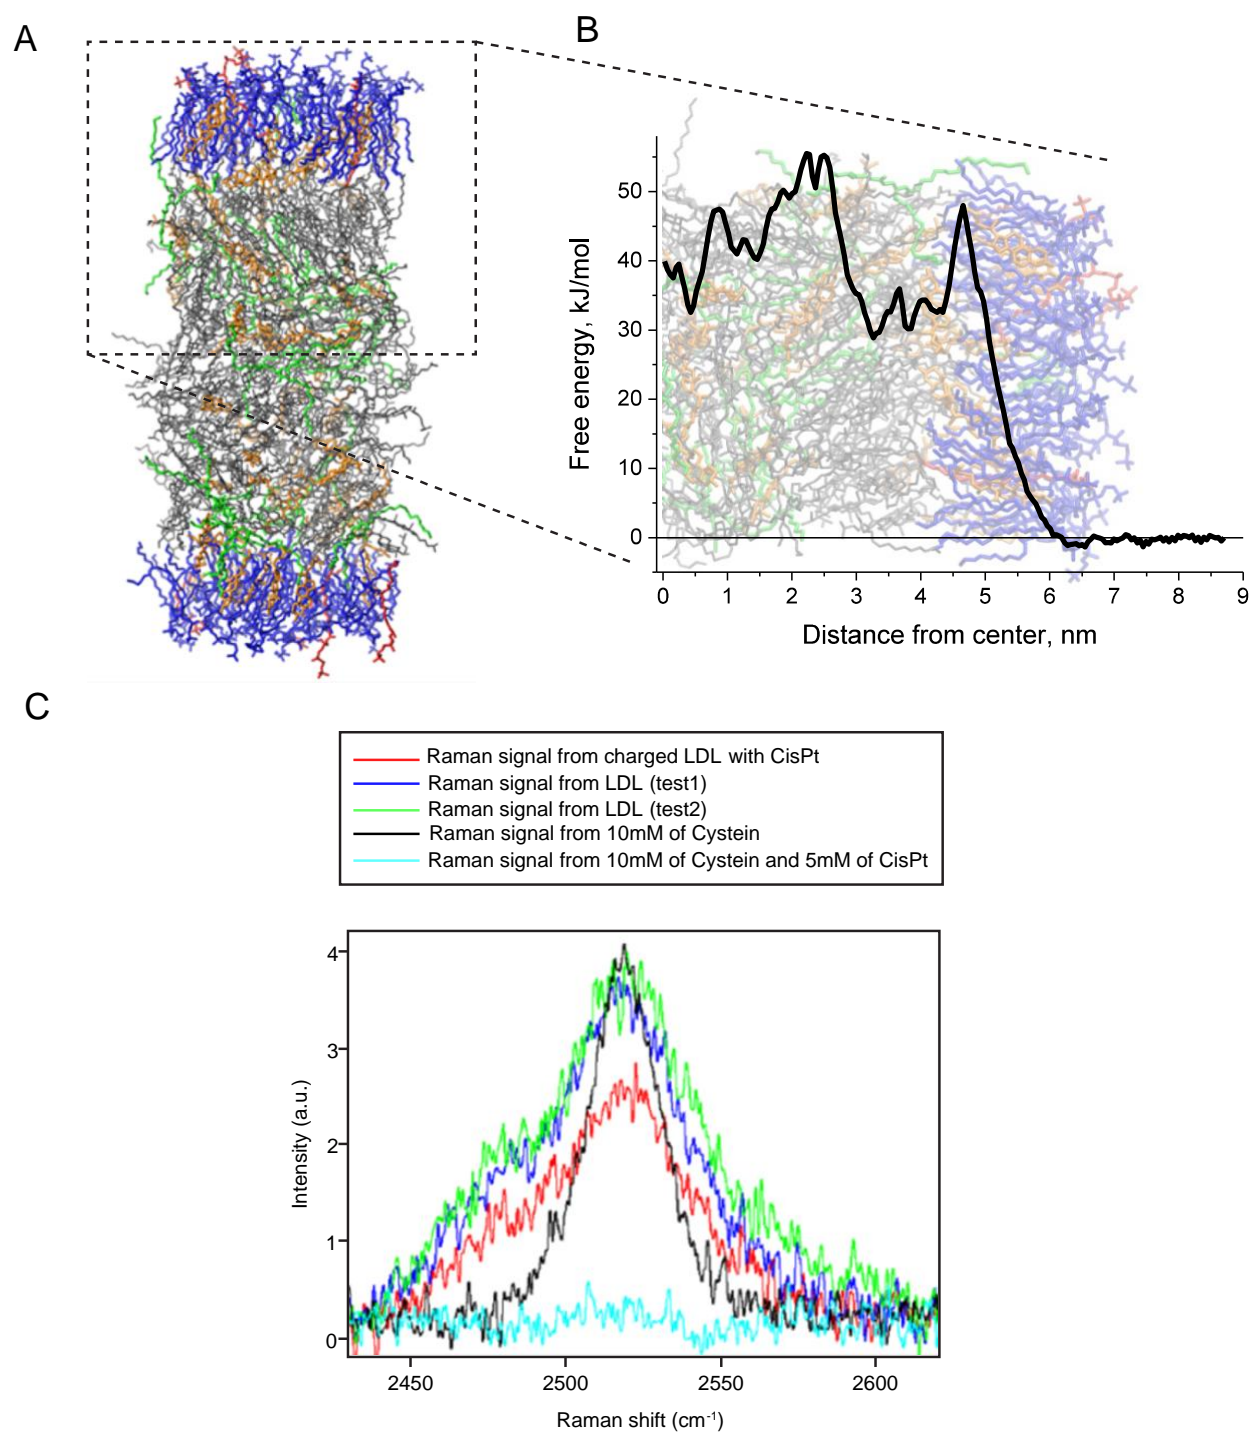 A
B
Free energy, kJ/mol
50
40
30
20
10
0
0 1 2 3 4 5 6 7 8 9
Distance from center, nm
C
Raman signal from charged LDL with CisPt
Raman signal from LDL (test1)
Raman signal from LDL (test2)
Raman signal from 10mM of Cystein
Raman signal from 10mM of Cystein and 5mM of CisPt
Intensity (a.u.)
4
3
2
1
0
2450 2500 2550 2600
Raman shift (cm⁻¹)